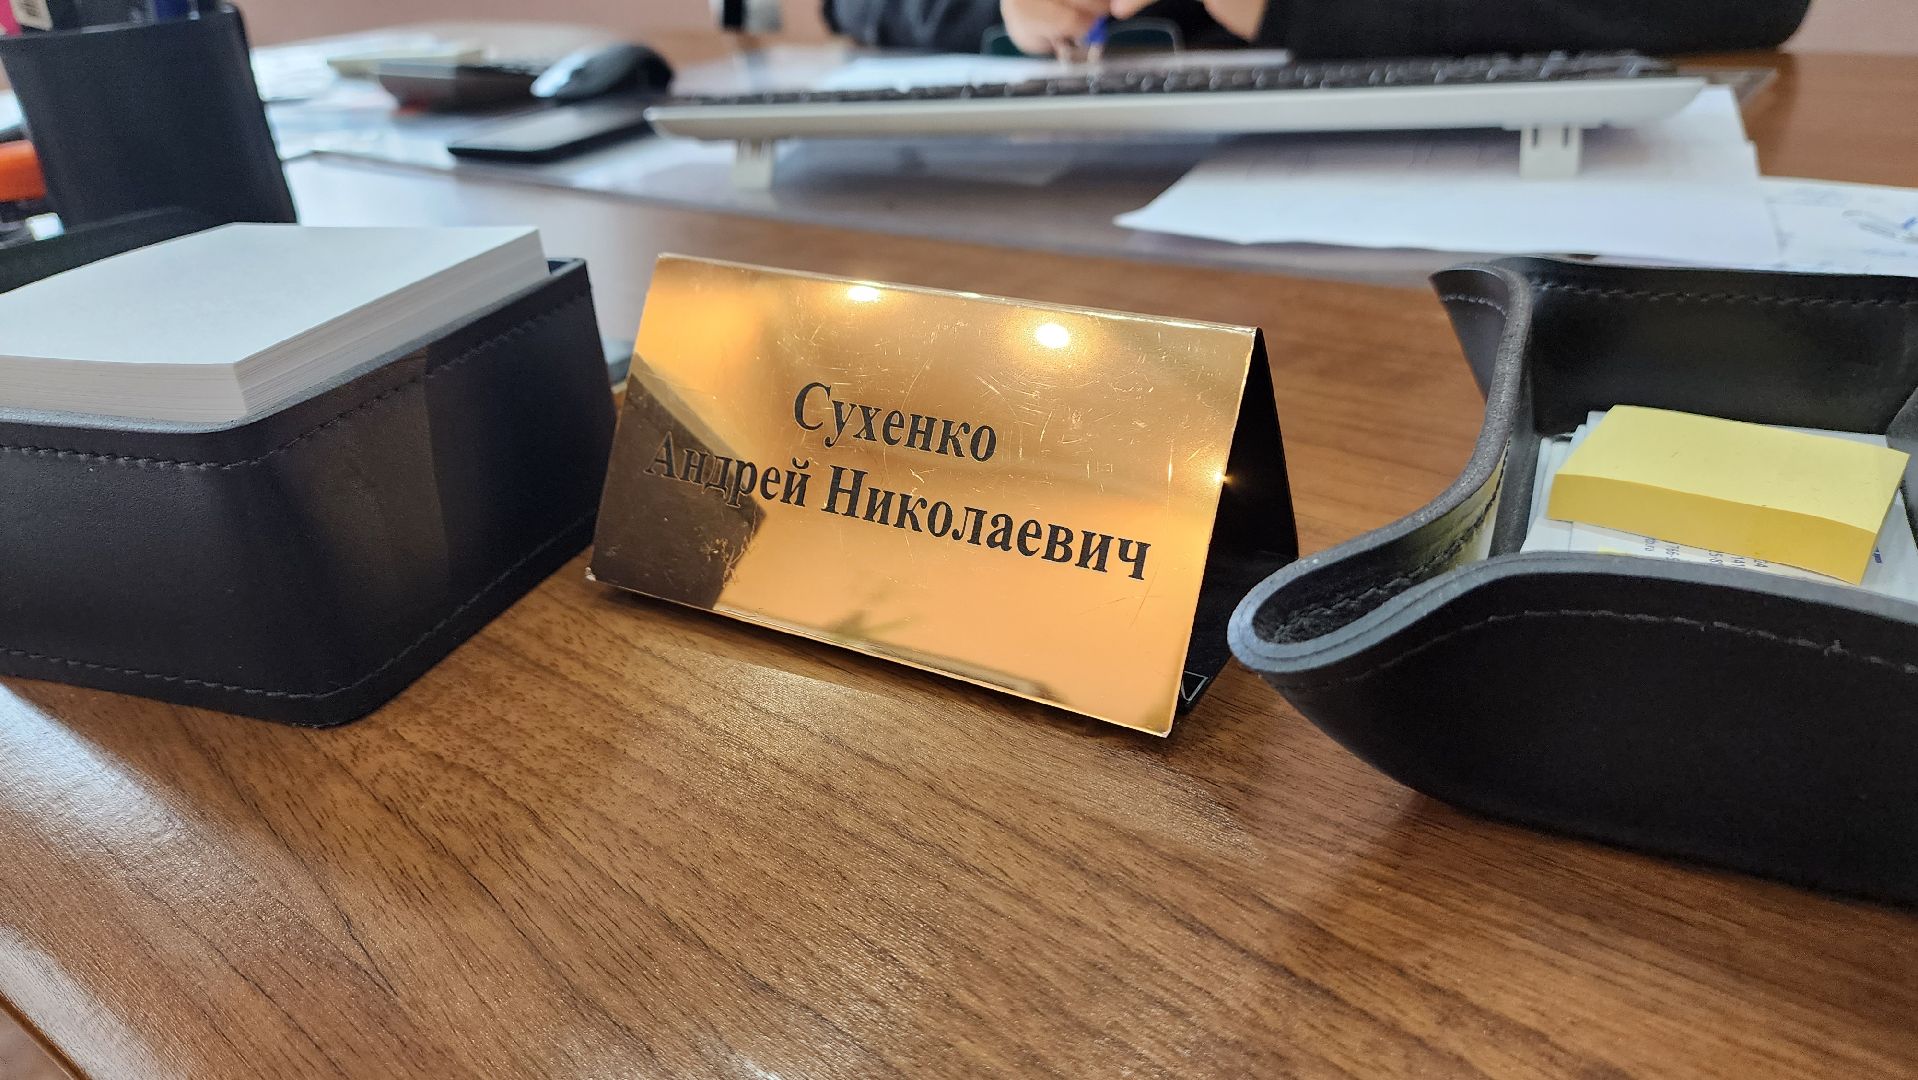 Сухенко
Андрей Николаевич